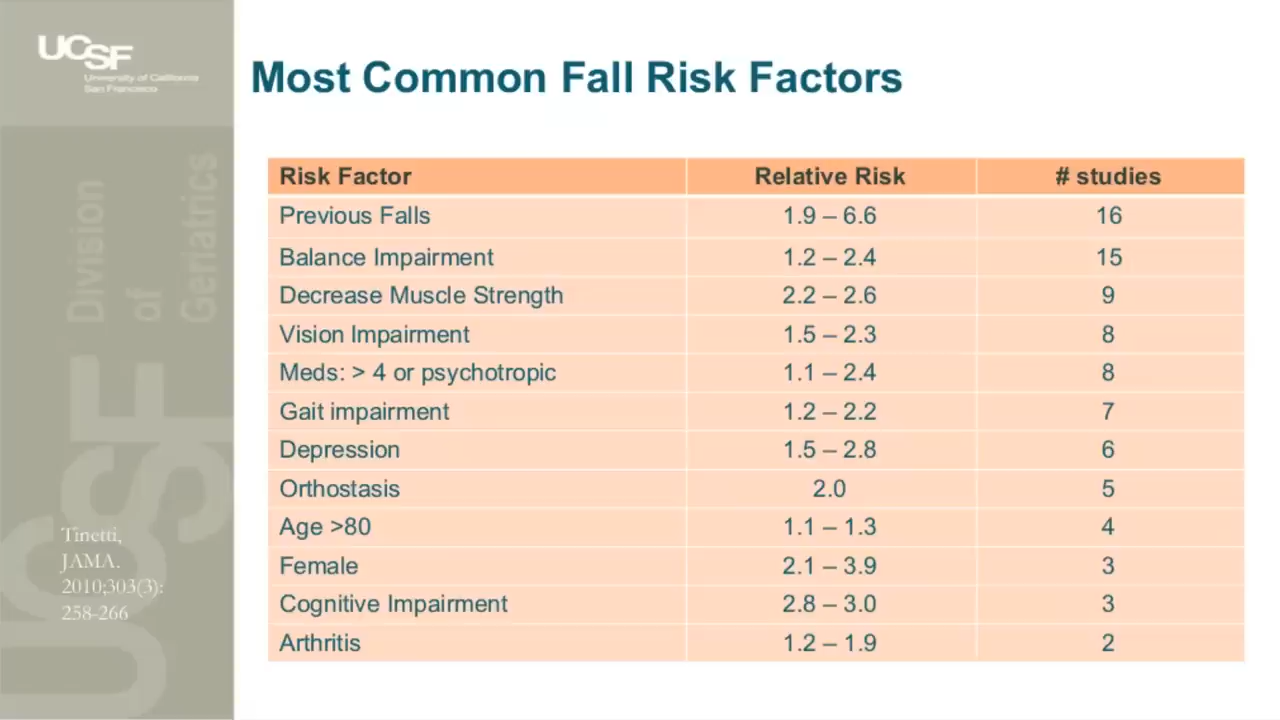 UCSF
University of California
San Francisco
Division
of
Geriatrics
UCSF
Tinetti,
JAMA.
2010;303(3):
258-266
Most Common Fall Risk Factors
Risk Factor Relative Risk # studies
Previous Falls 1.9 – 6.6 16
Balance Impairment 1.2 – 2.4 15
Decrease Muscle Strength 2.2 – 2.6 9
Vision Impairment 1.5 – 2.3 8
Meds: > 4 or psychotropic 1.1 – 2.4 8
Gait impairment 1.2 – 2.2 7
Depression 1.5 – 2.8 6
Orthostasis 2.0 5
Age >80 1.1 – 1.3 4
Female 2.1 – 3.9 3
Cognitive Impairment 2.8 – 3.0 3
Arthritis 1.2 – 1.9 2